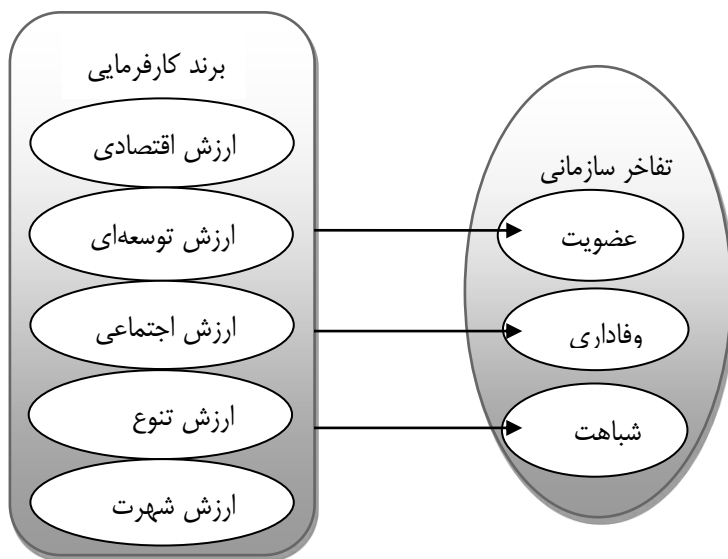 برند کارفرمایی
ارزش اقتصادی
ارزش توسعه‌ای
ارزش اجتماعی
ارزش تنوع
ارزش شهرت
تفاخر سازمانی
عضویت
وفاداری
شباهت